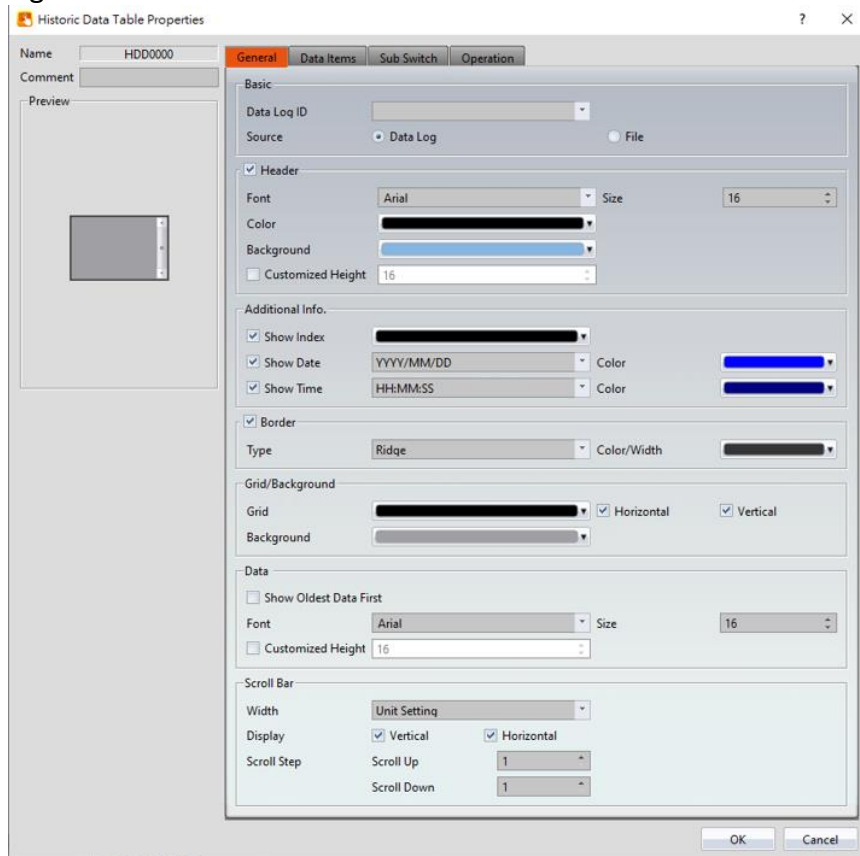 Historic Data Table Properties ? ×
Name HDD0000
Comment
Preview
General Data Items Sub Switch Operation
Basic
Data Log ID
Source Data Log File
Header
Font Arial Size 16
Color
Background
Customized Height 16
Additional Info.
Show Index
Show Date YYYY/MM/DD Color
Show Time HH:MM:SS Color
Border
Type Ridge Color/Width
Grid/Background
Grid Horizontal Vertical
Background
Data
Show Oldest Data First
Font Arial Size 16
Customized Height 16
Scroll Bar
Width Unit Setting
Display Vertical Horizontal
Scroll Step Scroll Up 1
Scroll Down 1
OK Cancel